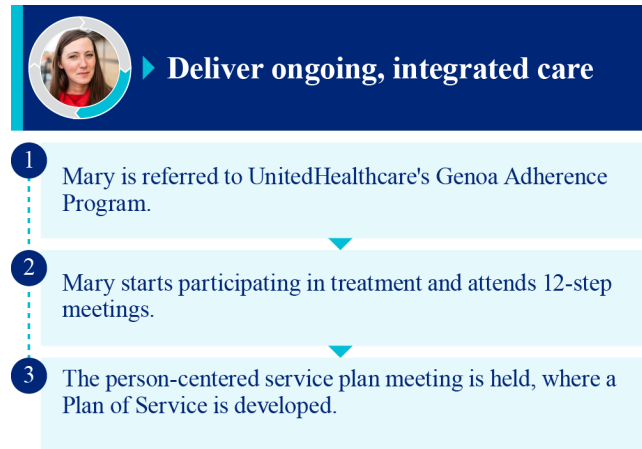 Deliver ongoing, integrated care
1
Mary is referred to UnitedHealthcare's Genoa Adherence
Program.
2
Mary starts participating in treatment and attends 12-step
meetings.
3
The person-centered service plan meeting is held, where a
Plan of Service is developed.